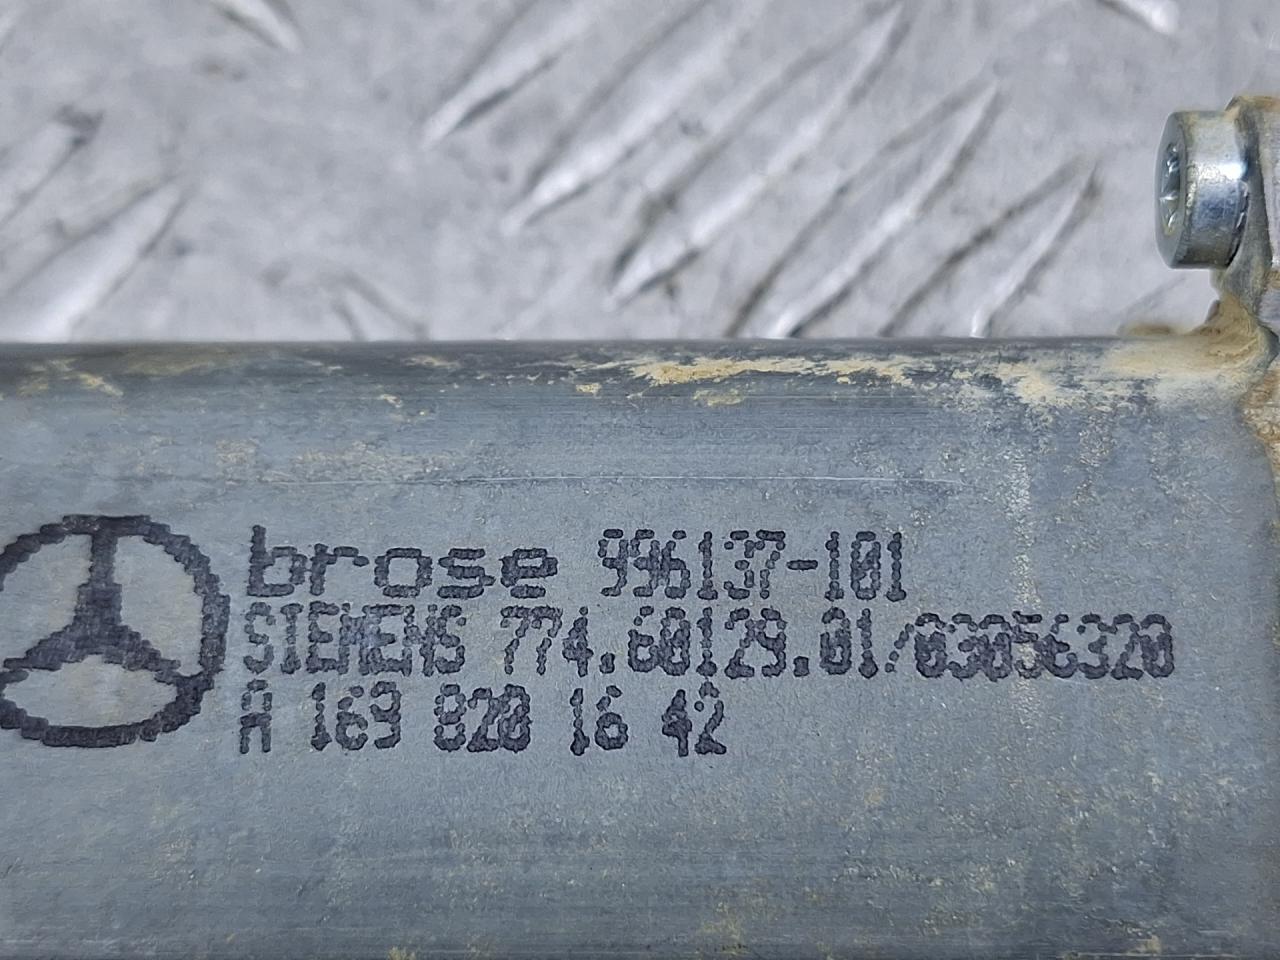 brose 996137-101
SIEMENS 774.60129.01/03056320
A 169 820 16 42